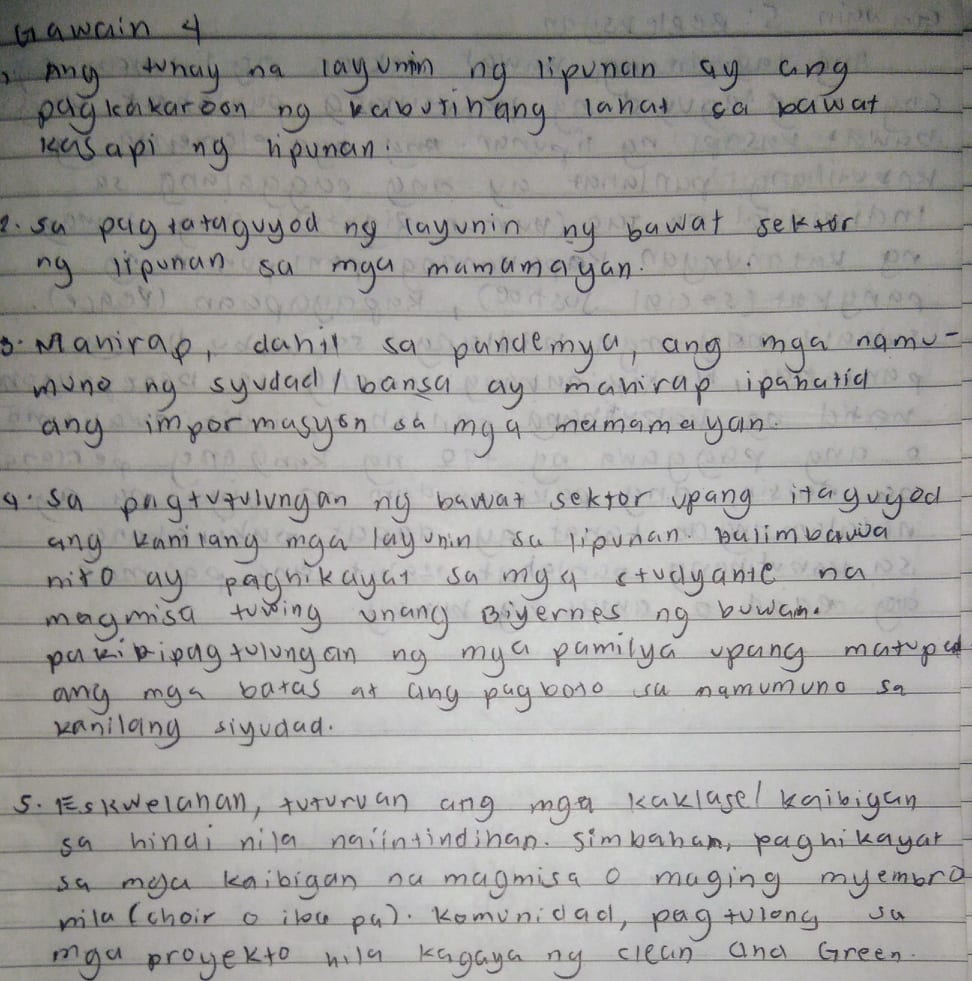 Gawain 4
Ang tunay na layunin ng lipunan ay ang
pagkakaroon ng kabutihang lahat sa bawat
kasapi ng lipunan.
2. Sa pagtataguyod ng layunin ng bawat sektor
ng lipunan sa mga mamamayan.
3. Mahirap, dahil sa pandemya, ang mga namu-
muno ng syudad/bansa ay mahirap ipahatid
ang impormasyon sa mga mamamayan.
4. Sa pagtutulungan ng bawat sektor upang itaguyod
ang kanilang mga layunin sa lipunan. Halimbawa
nito ay paghikayat sa mga studyante na
magmisa tuwing unang Biyernes ng buwan.
pakikipagtulungan ng mga pamilya upang matupad
ang mga batas at ang pagboto sa namumuno sa
kanilang siyudad.
5. Eskwelahan, tuturuan ang mga kaklase/kaibigan
sa hindi nila naiintindihan. Simbahan, paghikayat
sa mga kaibigan na magmisa o maging myembro
nila (choir o iba pa). Komunidad, pagtulong sa
mga proyekto nila kagaya ng clean and Green.